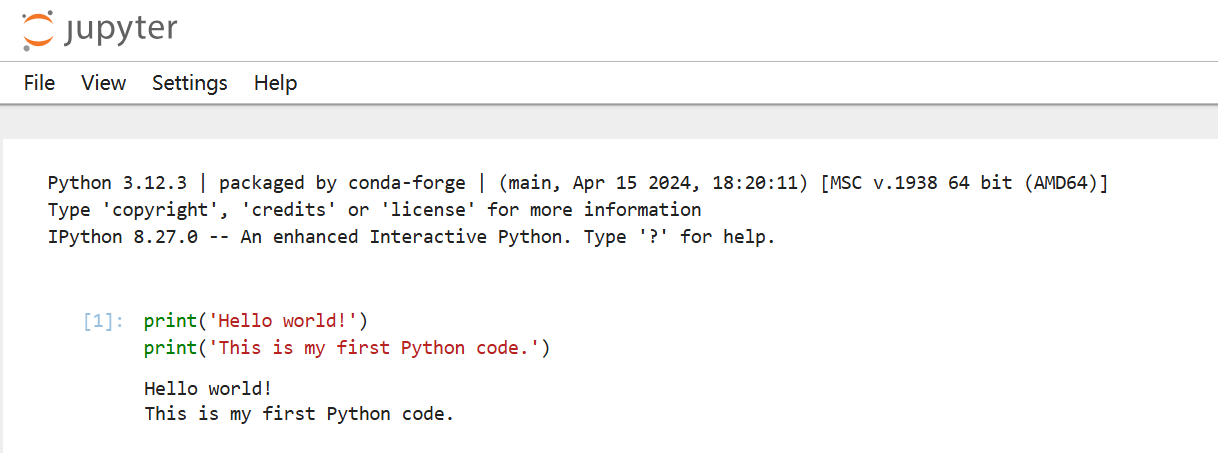 jupyter
File View Settings Help
Python 3.12.3 | packaged by conda-forge | (main, Apr 15 2024, 18:20:11) [MSC v.1938 64 bit (AMD64)]
Type 'copyright', 'credits' or 'license' for more information
IPython 8.27.0 -- An enhanced Interactive Python. Type '?' for help.
[1]: print('Hello world!')
print('This is my first Python code.')
Hello world!
This is my first Python code.